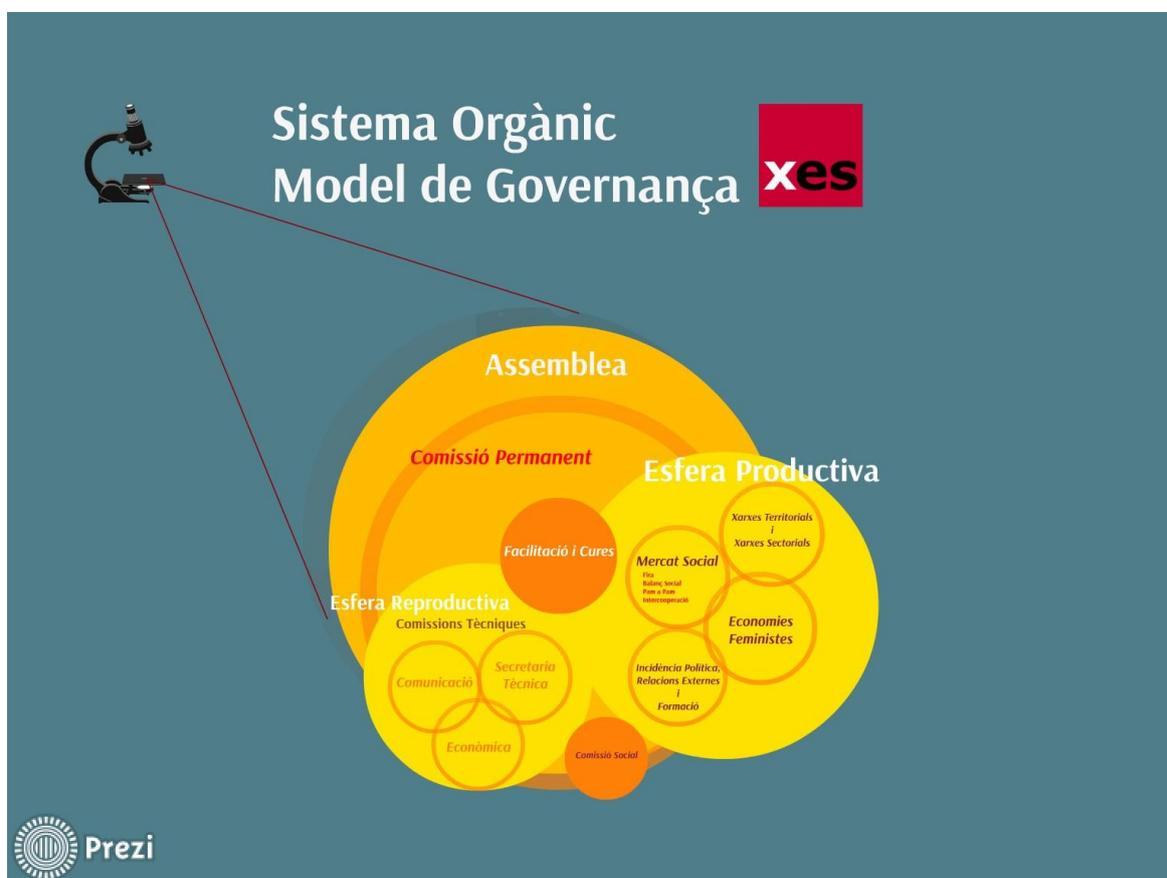 Sistema Orgànic
Model de Governança
xes
Assemblea
Comissió Permanent
Esfera Productiva
Xarxes Territorials
i
Xarxes Sectorials
Facilitació i Cures
Mercat Social
Fira
Balanç Social
Pam a Pam
Intercooperació
Esfera Reproductiva
Comissions Tècniques
Economies
Feministes
Comunicació
Secretaria
Tècnica
Incidència Política,
Relacions Externes
i
Formació
Econòmica
Comissió Social
Prezi